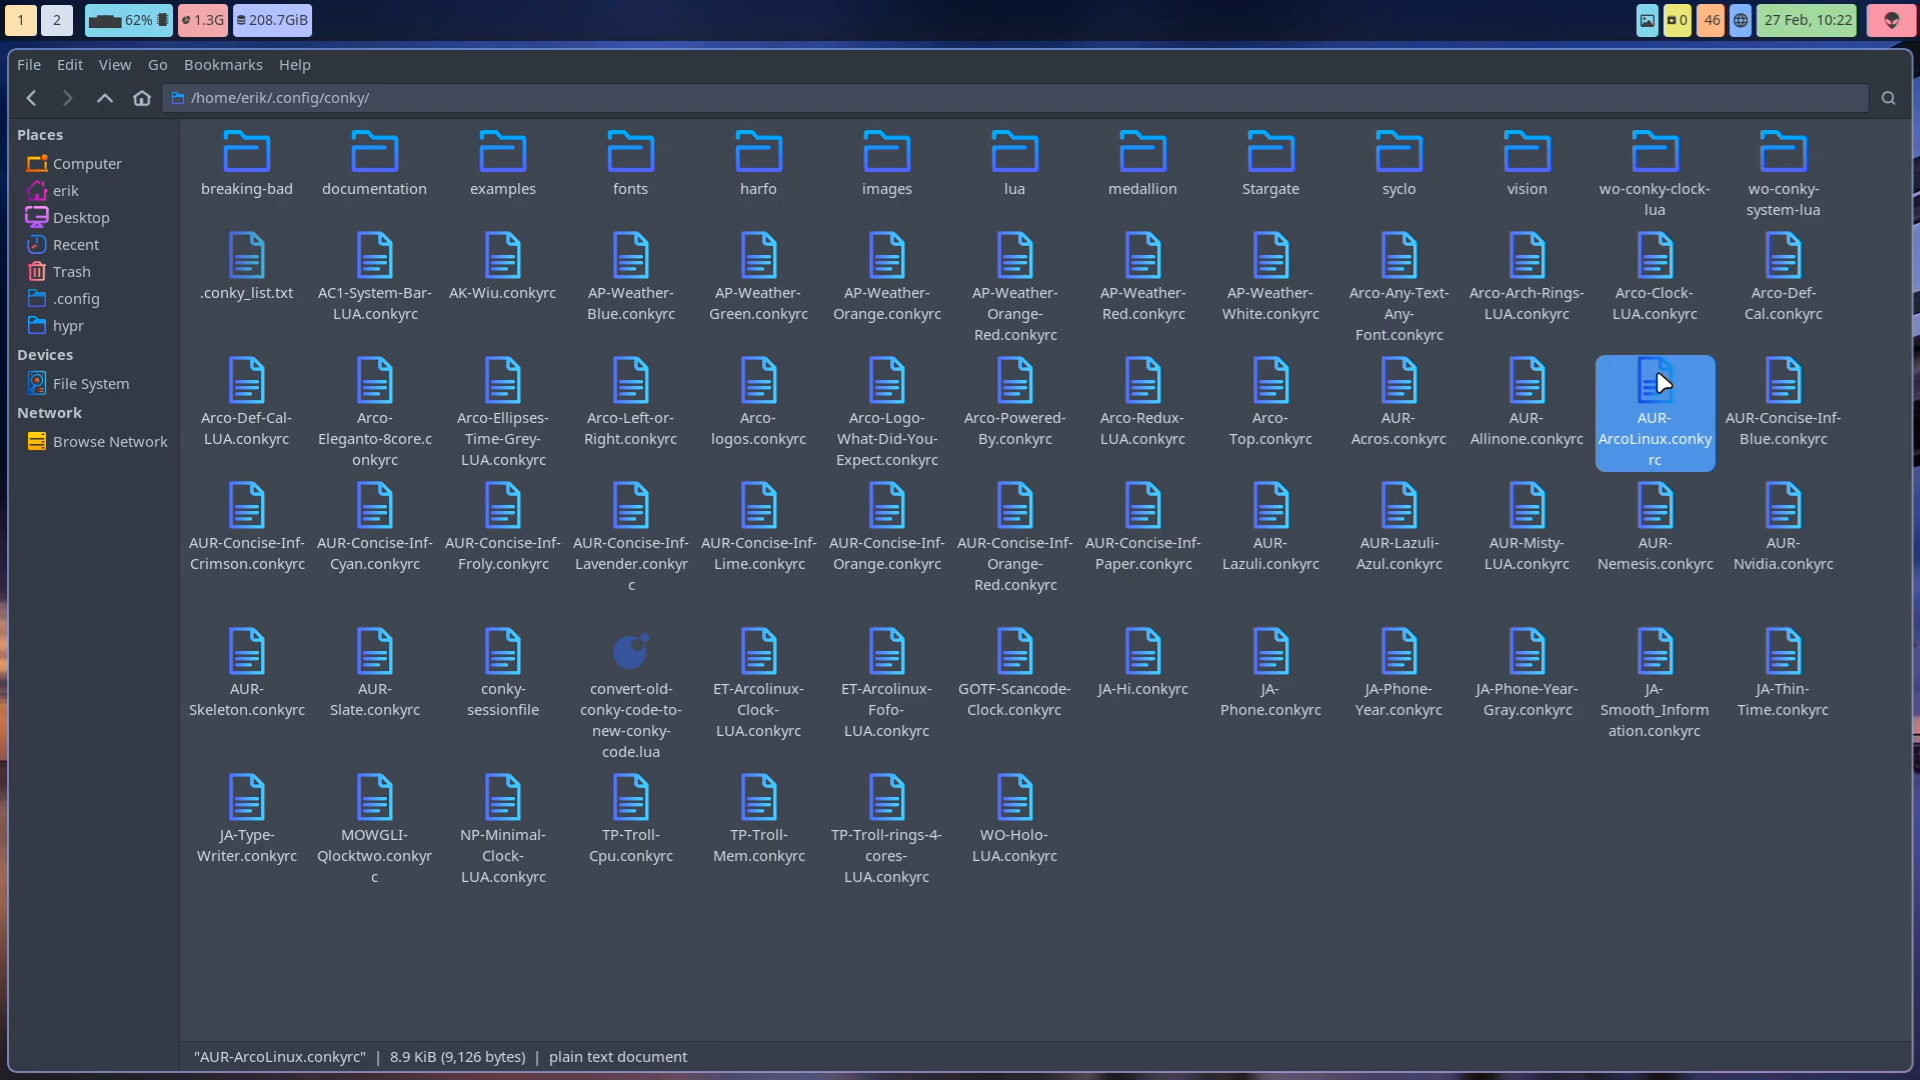 1 2 62% 1.3G 208.7GiB 0 46 27 Feb, 10:22
File Edit View Go Bookmarks Help
/home/erik/.config/conky/
Places
Computer
erik
Desktop
Recent
Trash
.config
hypr
Devices
File System
Network
Browse Network
breaking-bad
documentation
examples
fonts
harfo
images
lua
medallion
Stargate
syclo
vision
wo-conky-clock-
lua
wo-conky-
system-lua
.conky_list.txt
AC1-System-Bar-
LUA.conkyrc
AK-Wiu.conkyrc
AP-Weather-
Blue.conkyrc
AP-Weather-
Green.conkyrc
AP-Weather-
Orange.conkyrc
AP-Weather-
Orange-
Red.conkyrc
AP-Weather-
Red.conkyrc
AP-Weather-
White.conkyrc
Arco-Any-Text-
Any-
Font.conkyrc
Arco-Arch-Rings-
LUA.conkyrc
Arco-Clock-
LUA.conkyrc
Arco-Def-
Cal.conkyrc
Arco-Def-Cal-
LUA.conkyrc
Arco-
Eleganto-8core.c
onkyrc
Arco-Ellipses-
Time-Grey-
LUA.conkyrc
Arco-Left-or-
Right.conkyrc
Arco-
logos.conkyrc
Arco-Logo-
What-Did-You-
Expect.conkyrc
Arco-Powered-
By.conkyrc
Arco-Redux-
LUA.conkyrc
Arco-
Top.conkyrc
AUR-
Acros.conkyrc
AUR-
Allinone.conkyrc
AUR-
ArcoLinux.conky
rc
AUR-Concise-Inf-
Blue.conkyrc
AUR-Concise-Inf-
Crimson.conkyrc
AUR-Concise-Inf-
Cyan.conkyrc
AUR-Concise-Inf-
Froly.conkyrc
AUR-Concise-Inf-
Lavender.conkyr
c
AUR-Concise-Inf-
Lime.conkyrc
AUR-Concise-Inf-
Orange.conkyrc
AUR-Concise-Inf-
Orange-
Red.conkyrc
AUR-Concise-Inf-
Paper.conkyrc
AUR-
Lazuli.conkyrc
AUR-Lazuli-
Azul.conkyrc
AUR-Misty-
LUA.conkyrc
AUR-
Nemesis.conkyrc
AUR-
Nvidia.conkyrc
AUR-
Skeleton.conkyrc
AUR-
Slate.conkyrc
conky-
sessionfile
convert-old-
conky-code-to-
new-conky-
code.lua
ET-Arcolinux-
Clock-
LUA.conkyrc
ET-Arcolinux-
Fofo-
LUA.conkyrc
GOTF-Scancode-
Clock.conkyrc
JA-Hi.conkyrc
JA-
Phone.conkyrc
JA-Phone-
Year.conkyrc
JA-Phone-Year-
Gray.conkyrc
JA-
Smooth_Inform
ation.conkyrc
JA-Thin-
Time.conkyrc
JA-Type-
Writer.conkyrc
MOWGLI-
Qlocktwo.conkyr
c
NP-Minimal-
Clock-
LUA.conkyrc
TP-Troll-
Cpu.conkyrc
TP-Troll-
Mem.conkyrc
TP-Troll-rings-4-
cores-
LUA.conkyrc
WO-Holo-
LUA.conkyrc
"AUR-ArcoLinux.conkyrc" | 8.9 KiB (9,126 bytes) | plain text document